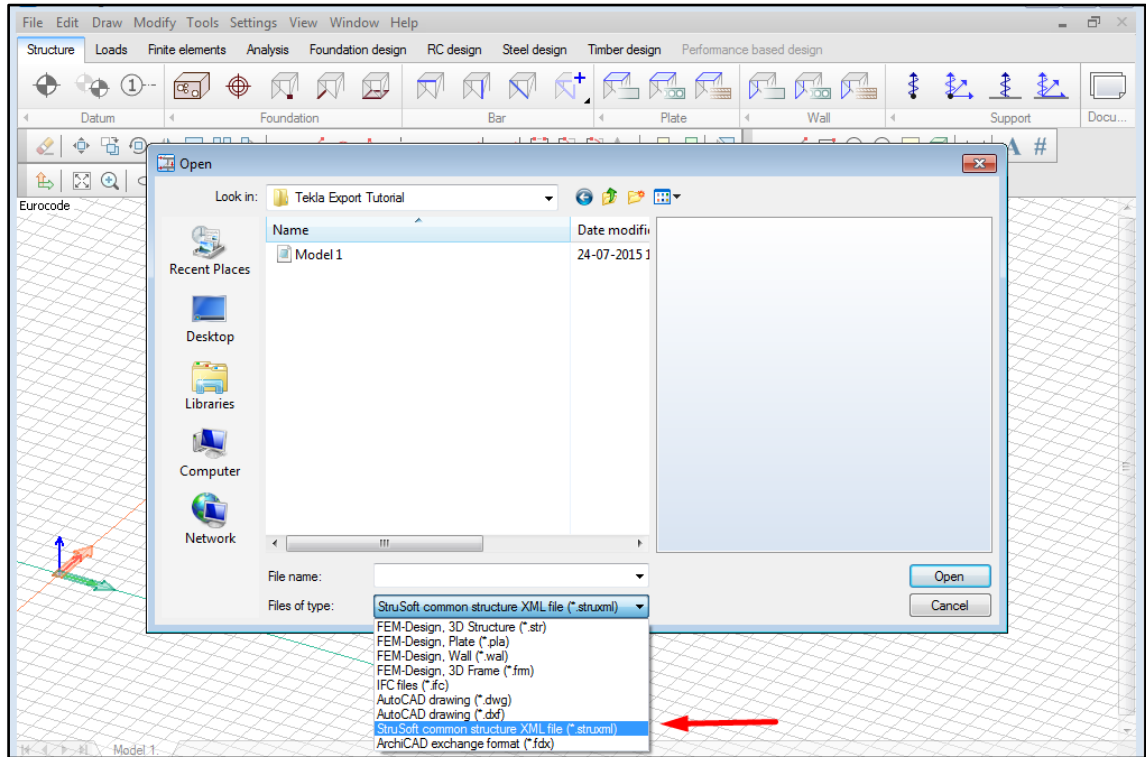 File Edit Draw Modify Tools Settings View Window Help
Structure Loads Finite elements Analysis Foundation design RC design Steel design Timber design Performance based design
1
Datum Foundation Bar Plate Wall Support Docu...
A #
Open
Look in: Tekla Export Tutorial
Eurocode
Name Date modifi
Model 1 24-07-2015 1
Recent Places
Desktop
Libraries
Computer
Network
File name: Open
Files of type: StruSoft common structure XML file (*.struxml) Cancel
FEM-Design, 3D Structure (*.str)
FEM-Design, Plate (*.pla)
FEM-Design, Wall (*.wal)
FEM-Design, 3D Frame (*.frm)
IFC files (*.ifc)
AutoCAD drawing (*.dwg)
AutoCAD drawing (*.dxf)
StruSoft common structure XML file (*.struxml)
ArchiCAD exchange format (*.fdx)
Model 1.